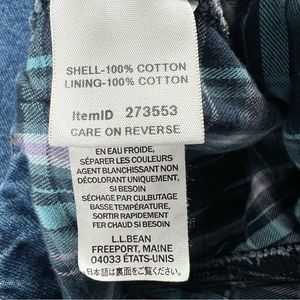 SHELL-100% COTTON
LINING-100% COTTON
ItemID 273553
CARE ON REVERSE
EN EAU FROIDE,
SÉPARER LES COULEURS
AGENT BLANCHISSANT NON
DÉCOLORANT UNIQUEMENT,
SI BESOIN
SÉCHAGE PAR CULBUTAGE
BASSE TEMPÉRATURE,
SORTIR RAPIDEMENT
FER CHAUD SI BESOIN
L.L.BEAN
FREEPORT, MAINE
04033 ÉTATS-UNIS
日本語は裏面をご覧ください。